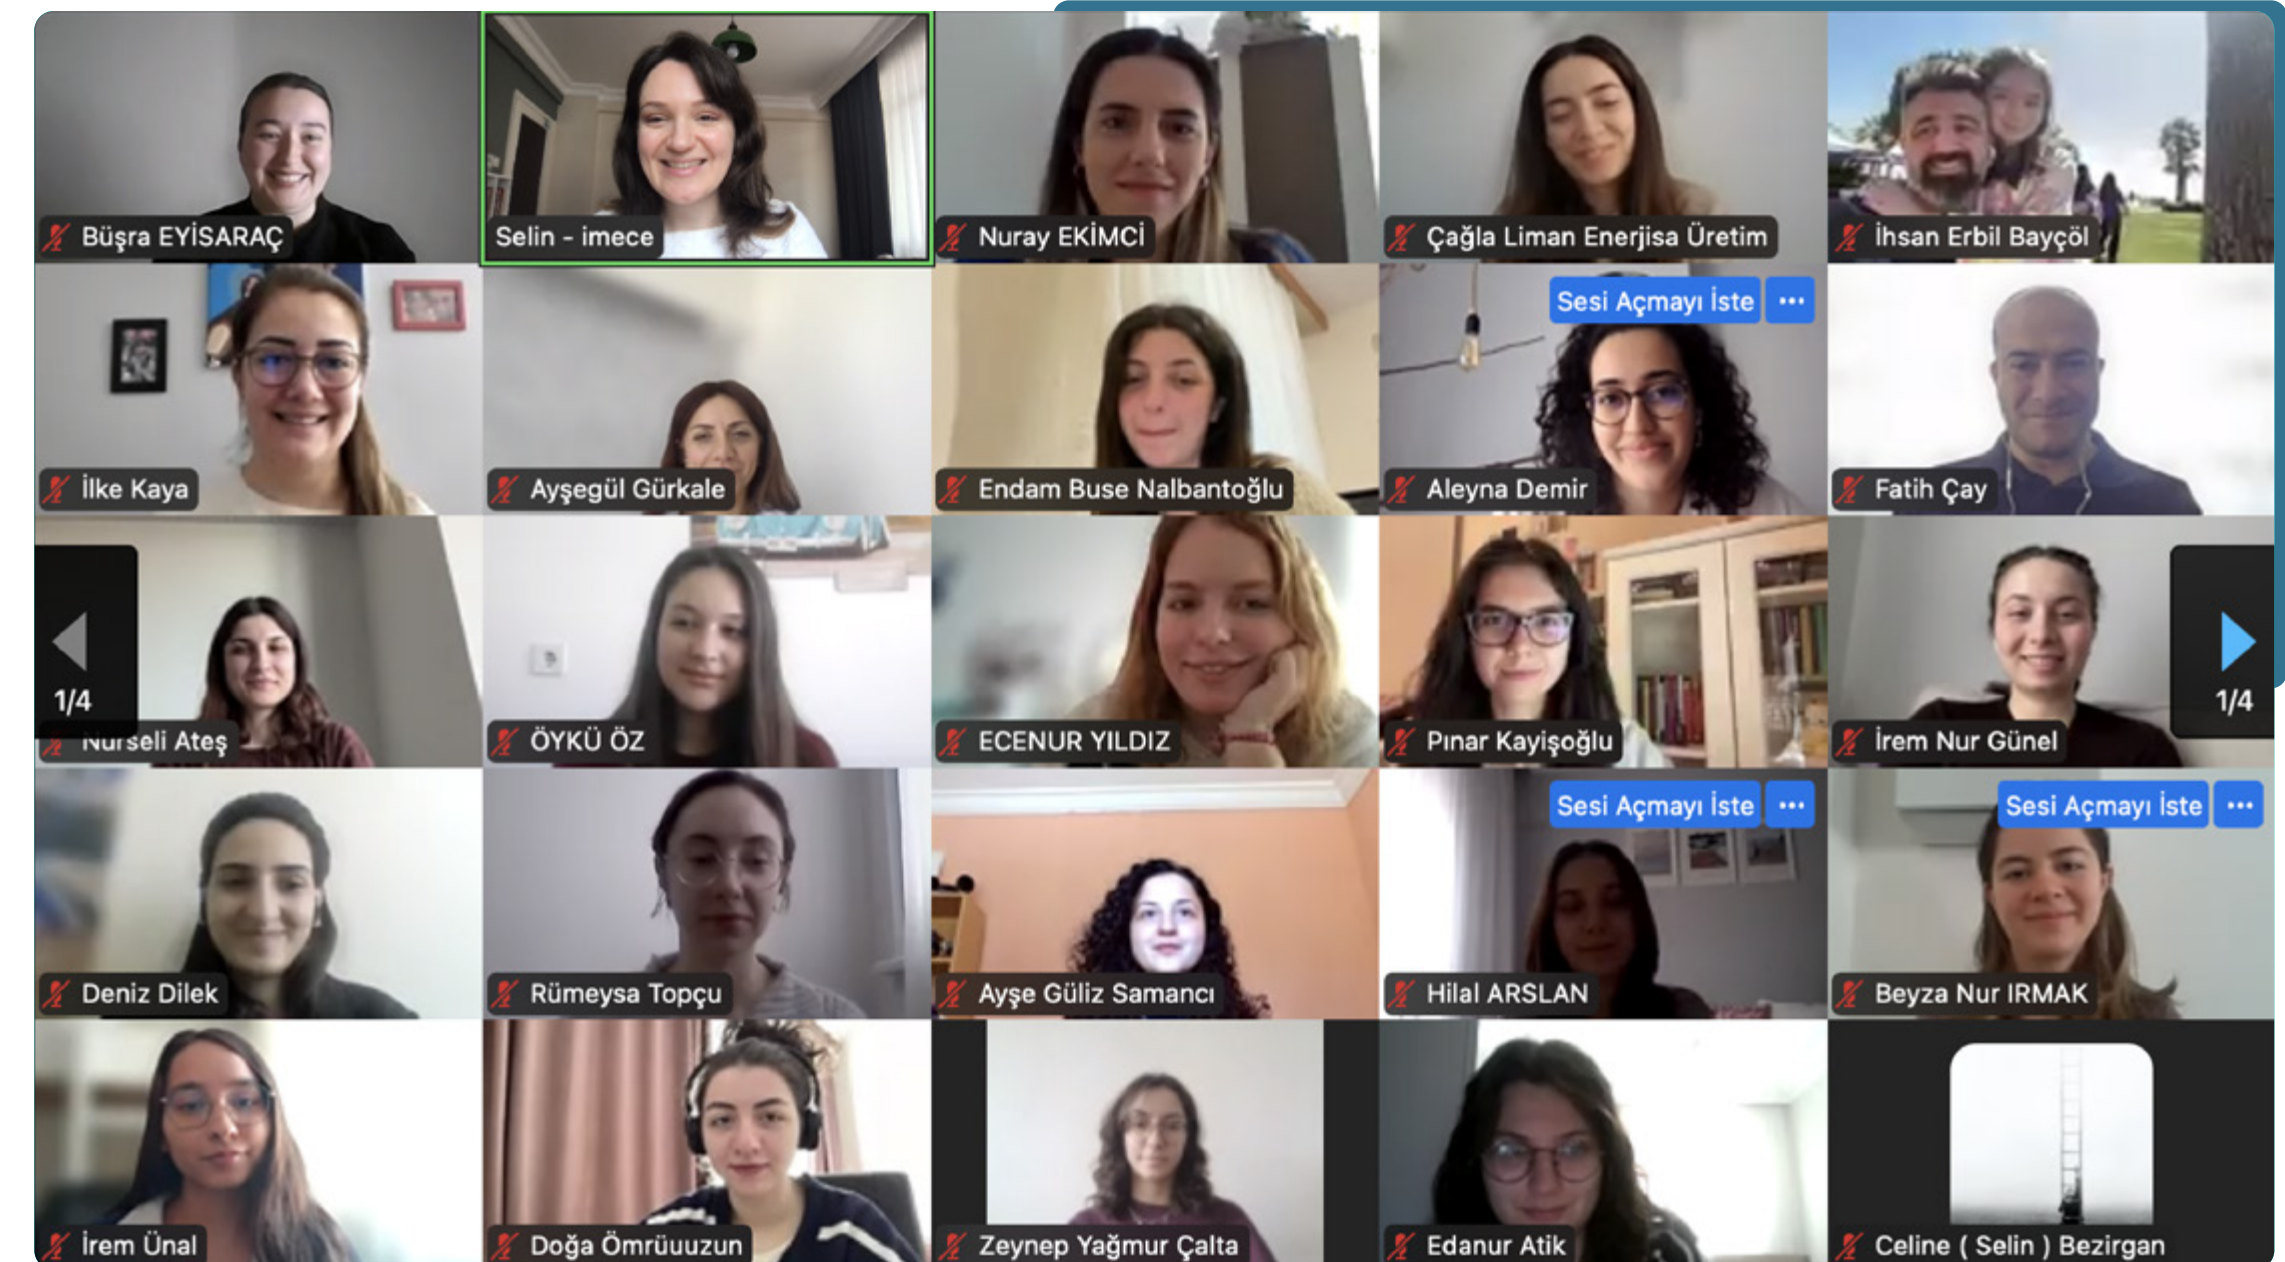 Büşra EYİSARAÇ
Selin - imece
Nuray EKİMCİ
Çağla Liman Enerjisa Üretim
İhsan Erbil Bayçöl
Sesi Açmayı İste
İlke Kaya
Ayşegül Gürkale
Endam Buse Nalbantoğlu
Aleyna Demir
Fatih Çay
1/4
1/4
Nurseli Ateş
ÖYKÜ ÖZ
ECENUR YILDIZ
Pınar Kayişoğlu
İrem Nur Günel
Sesi Açmayı İste
Sesi Açmayı İste
Deniz Dilek
Rümeysa Topçu
Ayşe Güliz Samancı
Hilal ARSLAN
Beyza Nur IRMAK
İrem Ünal
Doğa Ömrüuuzun
Zeynep Yağmur Çalta
Edanur Atik
Celine ( Selin ) Bezirgan